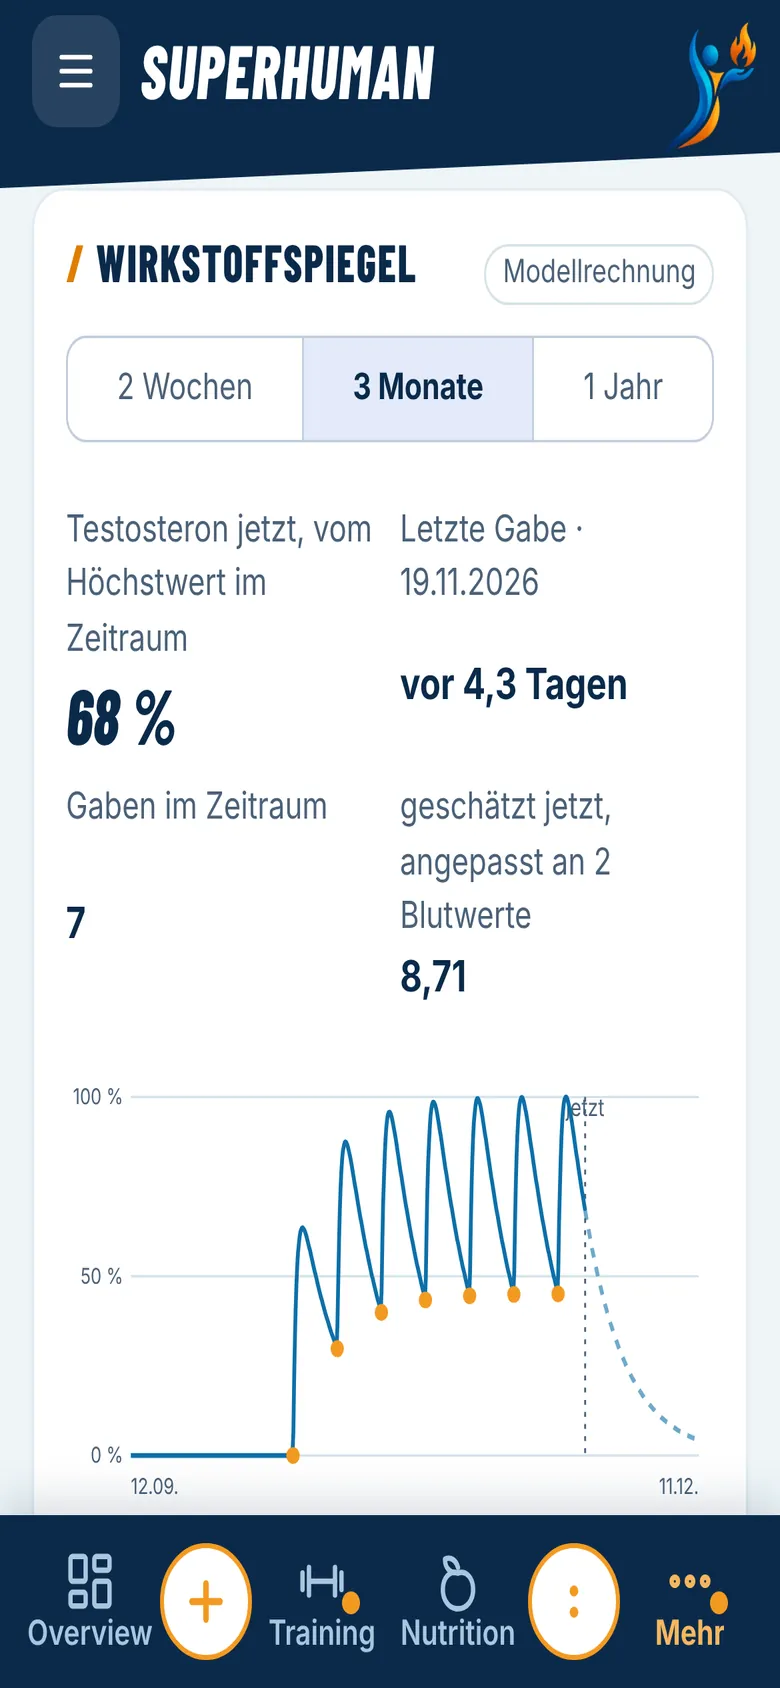 SUPERHUMAN
/ WIRKSTOFFSPIEGEL
Modellrechnung
2 Wochen
3 Monate
1 Jahr
Testosteron jetzt, vom
Höchstwert im
Zeitraum
68 %
Letzte Gabe ·
19.11.2026
vor 4,3 Tagen
Gaben im Zeitraum
7
geschätzt jetzt,
angepasst an 2
Blutwerte
8,71
100 %
jetzt
50 %
0 %
12.09.
11.12.
Overview
Training
Nutrition
Mehr